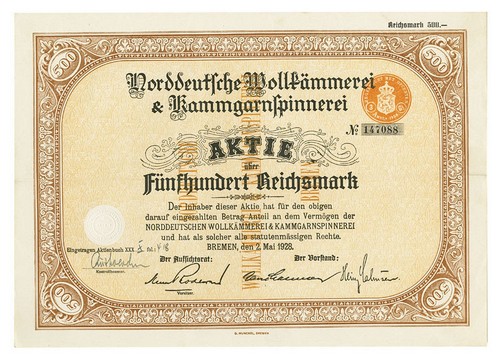 Reichsmark 500,—
500
500
Norddeutsche Wollkämmerei
& Kammgarnspinnerei
№ 147088
AKTIE
über
Fünfhundert Reichsmark
Der Inhaber dieser Aktie hat für den obigen
darauf eingezahlten Betrag Anteil an dem Vermögen der
NORDDEUTSCHEN WOLLKÄMMEREI & KAMMGARNSPINNEREI
und hat als solcher alle statutenmässigen Rechte.
BREMEN, den 2. Mai 1928.
Eingetragen Aktienbuch XXX
Der Aufsichtsrat:
Der Vorstand:
Kontrollbeamter.
Vorsitzer.
500
500